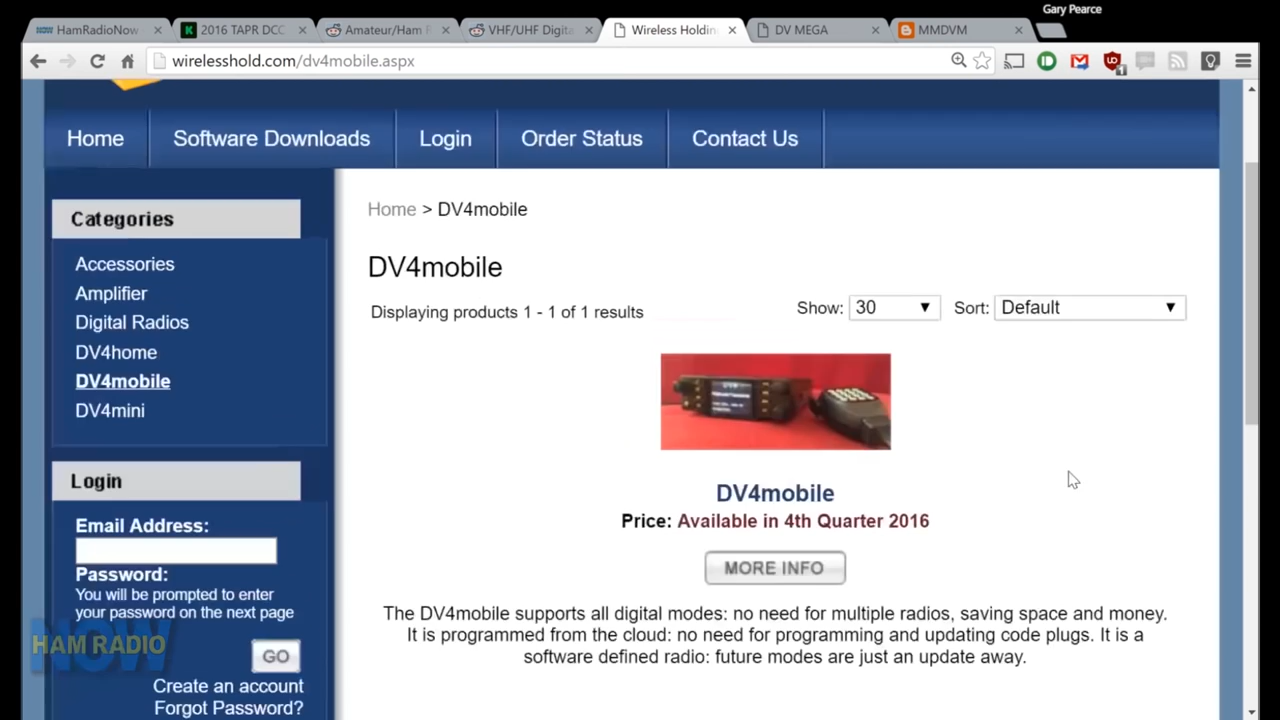 Gary Pearce
HamRadioNow
2016 TAPR DCC
Amateur/Ham R
VHF/UHF Digita
Wireless Holdin
DV MEGA
MMDVM
wirelesshold.com/dv4mobile.aspx
Home
Software Downloads
Login
Order Status
Contact Us
Categories
Accessories
Amplifier
Digital Radios
DV4home
DV4mobile
DV4mini
Login
Email Address:
Password:
You will be prompted to enter
your password on the next page
GO
Create an account
Forgot Password?
HAM RADIO
NOW
Home > DV4mobile
DV4mobile
Displaying products 1 - 1 of 1 results
Show: 30
Sort: Default
DV4mobile
Price: Available in 4th Quarter 2016
MORE INFO
The DV4mobile supports all digital modes: no need for multiple radios, saving space and money.
It is programmed from the cloud: no need for programming and updating code plugs. It is a
software defined radio: future modes are just an update away.